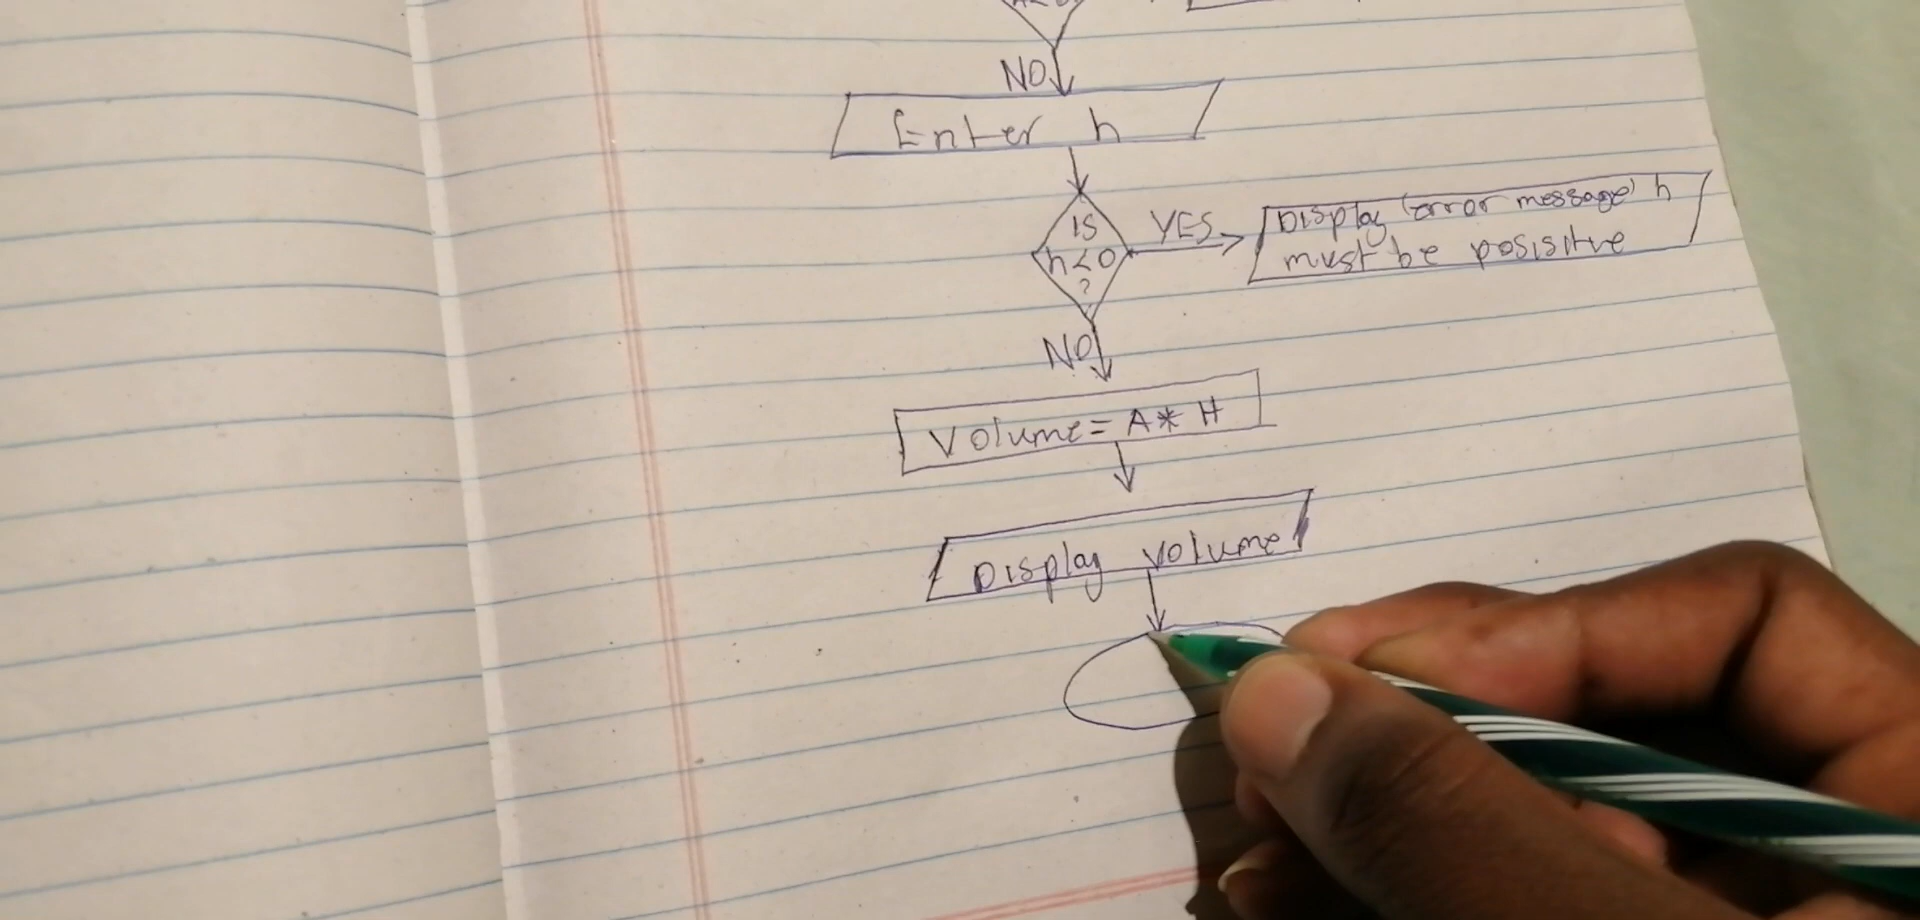 NO
Enter h
IS
h<0
?
YES
Display (error message) h
must be posisitve
NO
Volume = A * H
Display volume